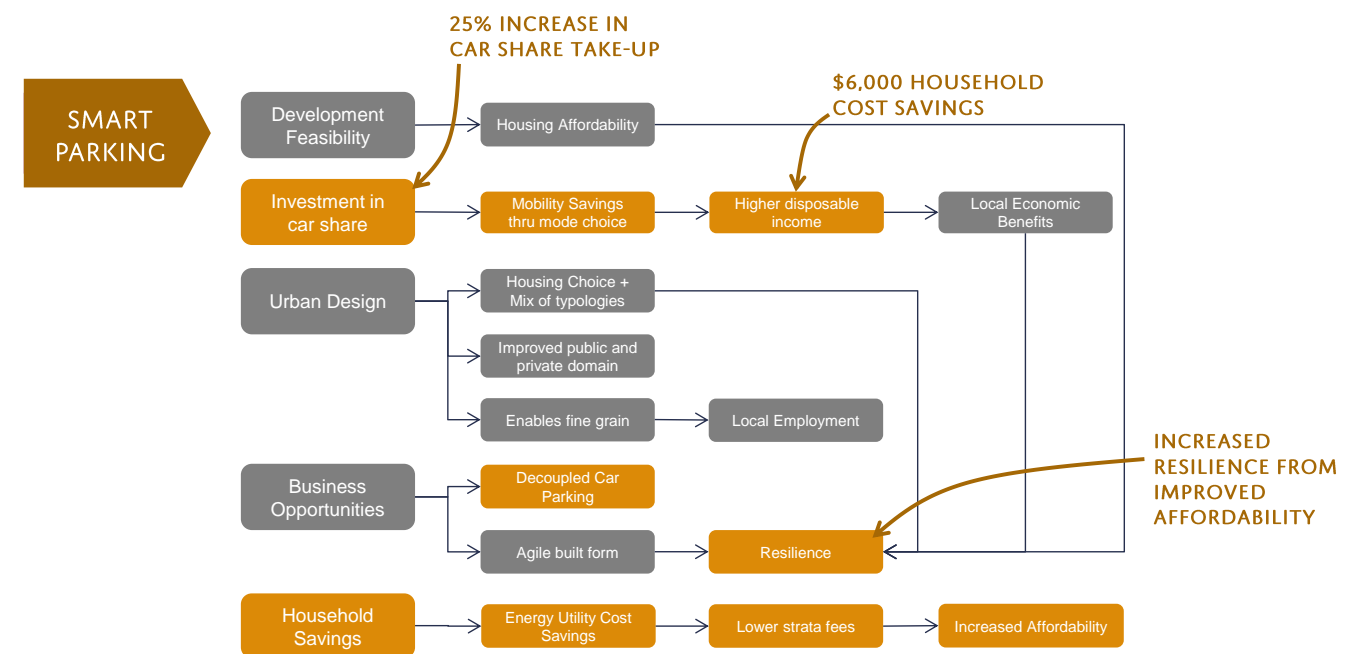 25% INCREASE IN
CAR SHARE TAKE-UP
$6,000 HOUSEHOLD
COST SAVINGS
SMART
PARKING
Development
Feasibility
Housing Affordability
Investment in
car share
Mobility Savings
thru mode choice
Higher disposable
income
Local Economic
Benefits
Urban Design
Housing Choice +
Mix of typologies
Improved public and
private domain
Enables fine grain
Local Employment
INCREASED
RESILIENCE FROM
IMPROVED
AFFORDABILITY
Business
Opportunities
Decoupled Car
Parking
Agile built form
Resilience
Household
Savings
Energy Utility Cost
Savings
Lower strata fees
Increased Affordability